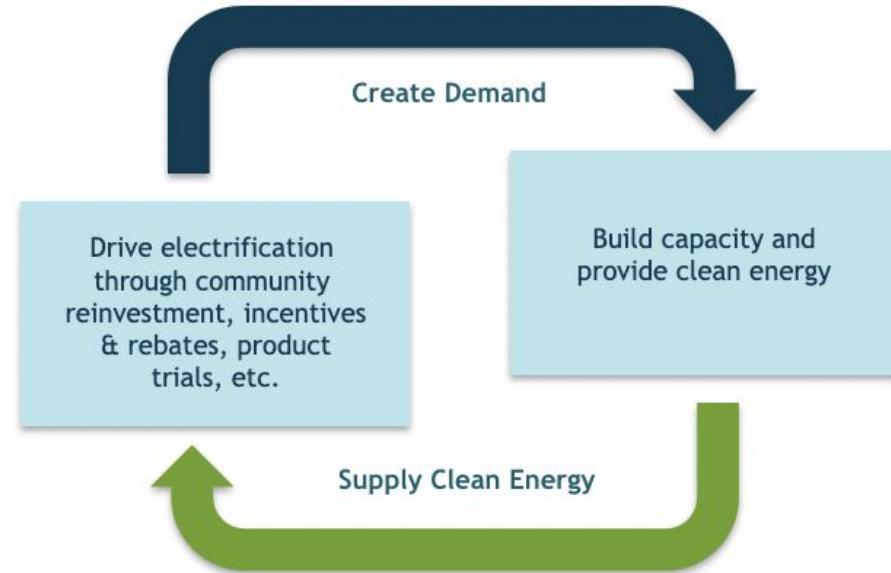 Create Demand
Drive electrification
through community
reinvestment, incentives
& rebates, product
trials, etc.
Build capacity and
provide clean energy
Supply Clean Energy